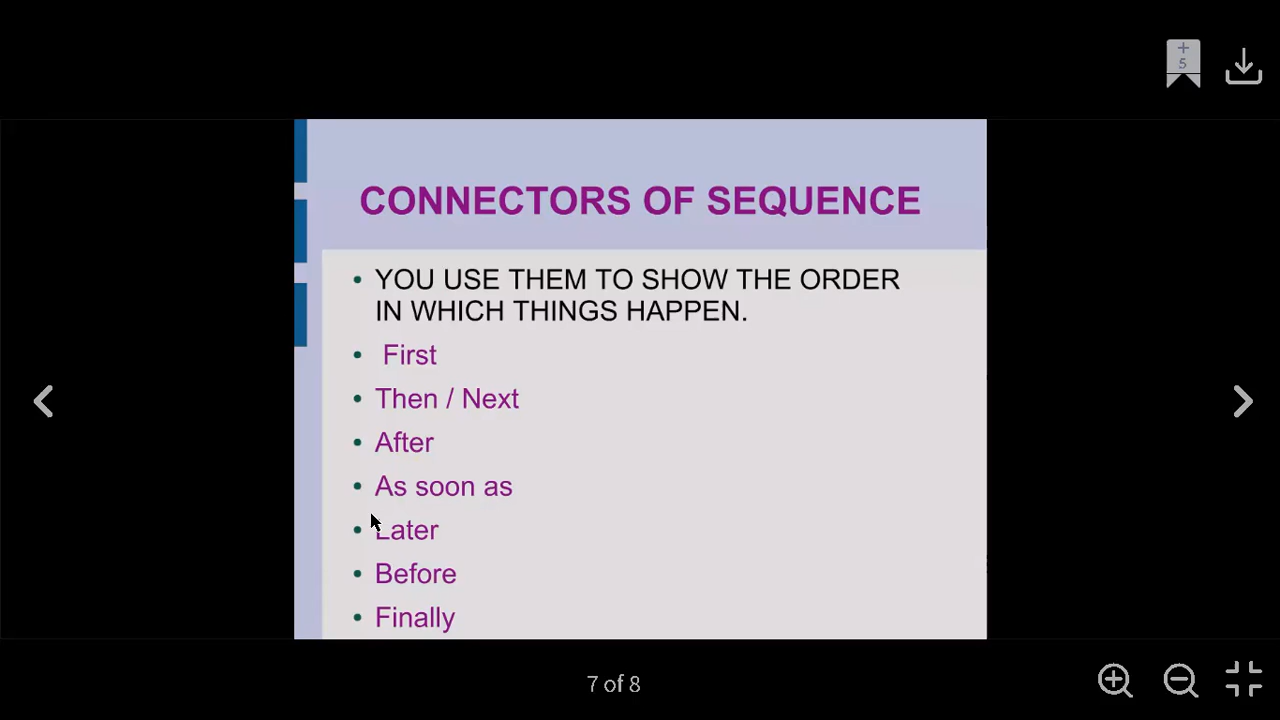 +
5
CONNECTORS OF SEQUENCE
• YOU USE THEM TO SHOW THE ORDER
IN WHICH THINGS HAPPEN.
• First
• Then / Next
• After
• As soon as
• Later
• Before
• Finally
7 of 8